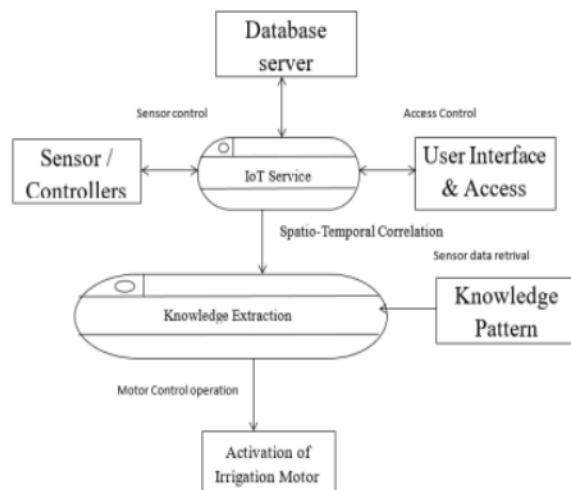 Database
server
Sensor control
Access Control
Sensor /
Controllers
IoT Service
User Interface
& Access
Spatio-Temporal Correlation
Sensor data retrival
Knowledge Extraction
Knowledge
Pattern
Motor Control operation
Activation of
Irrigation Motor